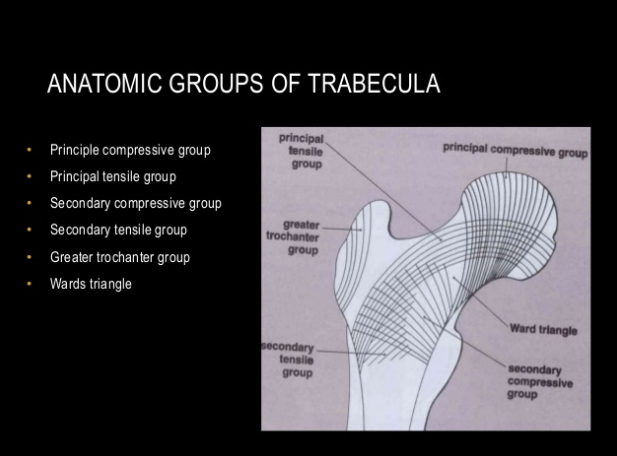 ANATOMIC GROUPS OF TRABECULA
• Principle compressive group
• Principal tensile group
• Secondary compressive group
• Secondary tensile group
• Greater trochanter group
• Wards triangle
principal
tensile
group
principal compressive group
greater
trochanter
group
Ward triangle
secondary
tensile
group
secondary
compressive
group